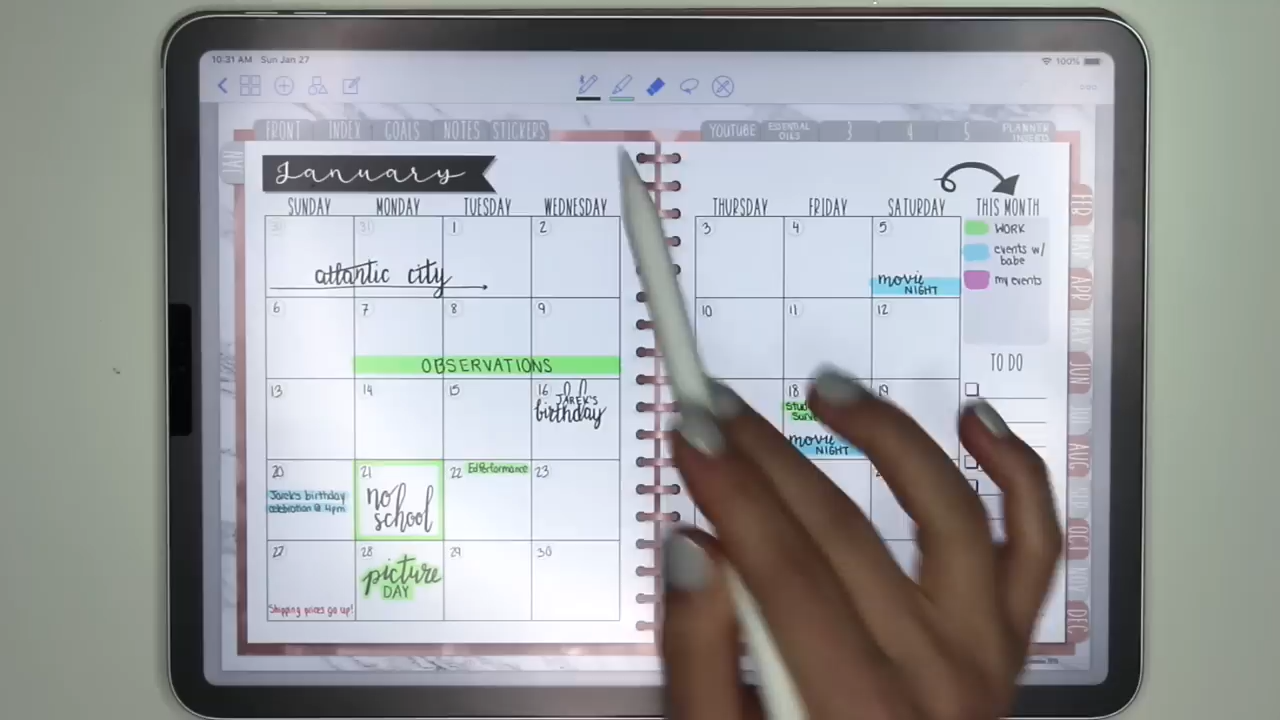 10:31 AM Sun Jan 27
100%
FRONT INDEX GOALS NOTES STICKERS
YOUTUBE ESSENTIAL OILS 3 4 5 PLANNER INSERTS
JAN
January
SUNDAY MONDAY TUESDAY WEDNESDAY
THURSDAY FRIDAY SATURDAY THIS MONTH
30 31 1 2
3 4 5
WORK
events w/
babe
my events
atlantic city
movie
NIGHT
6 7 8 9
10 11 12
OBSERVATIONS
TO DO
13 14 15 16
JAREK'S
birthday
18 19
movie
NIGHT
20 21 22 EdPerformance 23
Jarek's birthday
celebration @ 4pm
no
school
27 28 29 30
picture
DAY
Shipping prices go up!
FEB
MAR
APR
MAY
JUN
JUL
AUG
SEP
OCT
NOV
DEC